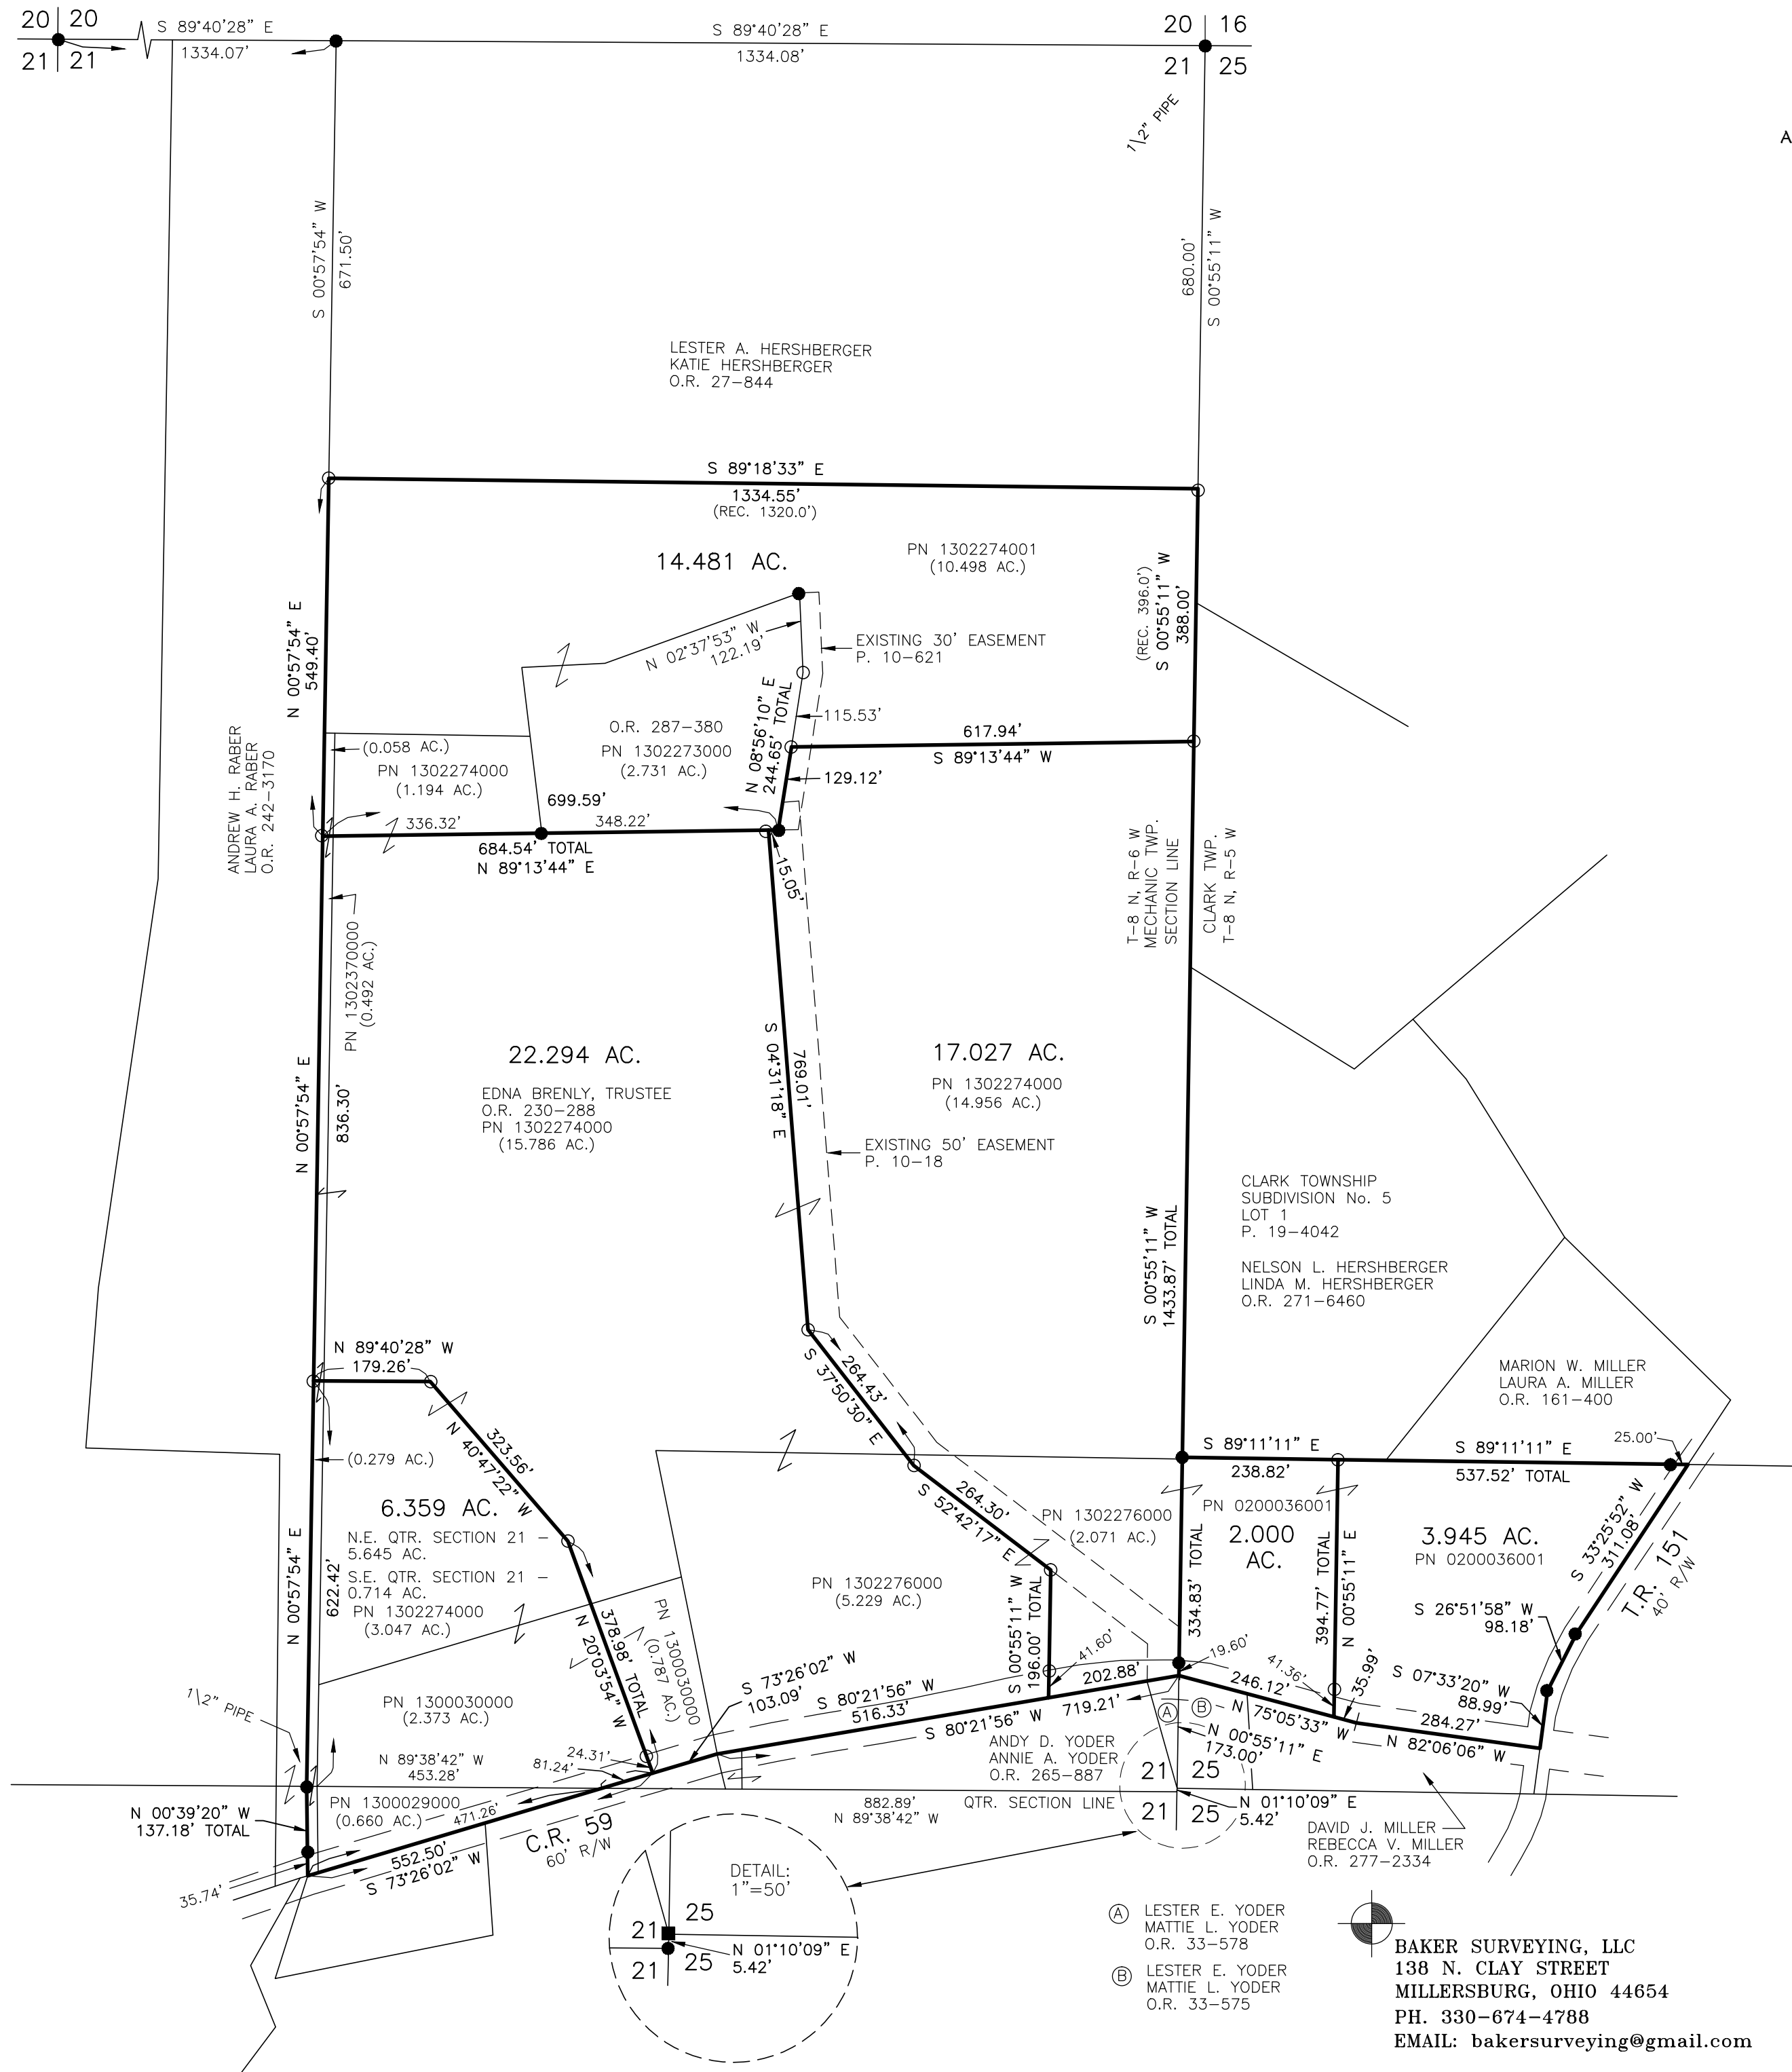 20 20
21 21
S 89°40'28" E
1334.07'
S 89°40'28" E
1334.08'
20 16
21 25
1\2" PIPE
A
S 00°57'54" W
671.50'
680.00'
S 00°55'11" W
LESTER A. HERSHBERGER
KATIE HERSHBERGER
O.R. 27-844
S 89°18'33" E
1334.55'
(REC. 1320.0')
14.481 AC.
PN 1302274001
(10.498 AC.)
N 00°57'54" E
549.40'
(REC. 396.0')
S 00°55'11" W
388.00'
N 02°37'53" W
122.19'
EXISTING 30' EASEMENT
P. 10-621
ANDREW H. RABER
LAURA A. RABER
O.R. 242-3170
(0.058 AC.)
PN 1302274000
(1.194 AC.)
O.R. 287-380
PN 1302273000
(2.731 AC.)
N 08°56'10" E
244.65' TOTAL
115.53'
129.12'
617.94'
S 89°13'44" W
699.59'
336.32'
348.22'
684.54' TOTAL
N 89°13'44" E
15.05'
T-8 N, R-6 W
MECHANIC TWP.
SECTION LINE
CLARK TWP.
T-8 N, R-5 W
PN 1302370000
(0.492 AC.)
N 00°57'54" E
836.30'
22.294 AC.
EDNA BRENLY, TRUSTEE
O.R. 230-288
PN 1302274000
(15.786 AC.)
S 04°31'18" E
769.01'
17.027 AC.
PN 1302274000
(14.956 AC.)
EXISTING 50' EASEMENT
P. 10-18
S 00°55'11" W
1433.87' TOTAL
CLARK TOWNSHIP
SUBDIVISION No. 5
LOT 1
P. 19-4042
NELSON L. HERSHBERGER
LINDA M. HERSHBERGER
O.R. 271-6460
MARION W. MILLER
LAURA A. MILLER
O.R. 161-400
N 89°40'28" W
179.26'
323.56'
N 40°47'22" W
(0.279 AC.)
264.43'
S 37°50'30" E
264.30'
S 52°42'17" E
S 89°11'11" E
238.82'
S 89°11'11" E
537.52' TOTAL
25.00'
6.359 AC.
N.E. QTR. SECTION 21 -
5.645 AC.
S.E. QTR. SECTION 21 -
0.714 AC.
PN 1302274000
(3.047 AC.)
N 00°57'54" E
622.42'
378.98' TOTAL
N 20°03'54" W
PN 1300030000
(0.787 AC.)
PN 1302276000
(5.229 AC.)
PN 1302276000
(2.071 AC.)
S 00°55'11" W
196.00' TOTAL
334.83' TOTAL
PN 0200036001
2.000
AC.
394.77' TOTAL
N 00°55'11" E
3.945 AC.
PN 0200036001
S 33°25'52" W
311.08'
T.R. 151
40' R/W
S 26°51'58" W
98.18'
S 07°33'20" W
88.99'
1\2" PIPE
PN 1300030000
(2.373 AC.)
S 73°26'02" W
103.09'
S 80°21'56" W
516.33'
41.60'
202.88'
19.60'
246.12'
N 75°05'33" W
41.36'
35.99'
284.27'
N 82°06'06" W
S 80°21'56" W
719.21'
A
B
N 00°55'11" E
173.00'
ANDY D. YODER
ANNIE A. YODER
O.R. 265-887
24.31'
81.24'
N 89°38'42" W
453.28'
21 25
21 25
N 01°10'09" E
5.42'
882.89'
N 89°38'42" W
QTR. SECTION LINE
N 00°39'20" W
137.18' TOTAL
PN 1300029000
(0.660 AC.)
471.26'
C.R. 59
60' R/W
552.50'
S 73°26'02" W
35.74'
DAVID J. MILLER
REBECCA V. MILLER
O.R. 277-2334
DETAIL:
1"=50'
21 25
21 25
N 01°10'09" E
5.42'
A LESTER E. YODER
MATTIE L. YODER
O.R. 33-578
B LESTER E. YODER
MATTIE L. YODER
O.R. 33-575
BAKER SURVEYING, LLC
138 N. CLAY STREET
MILLERSBURG, OHIO 44654
PH. 330-674-4788
EMAIL: bakersurveying@gmail.com